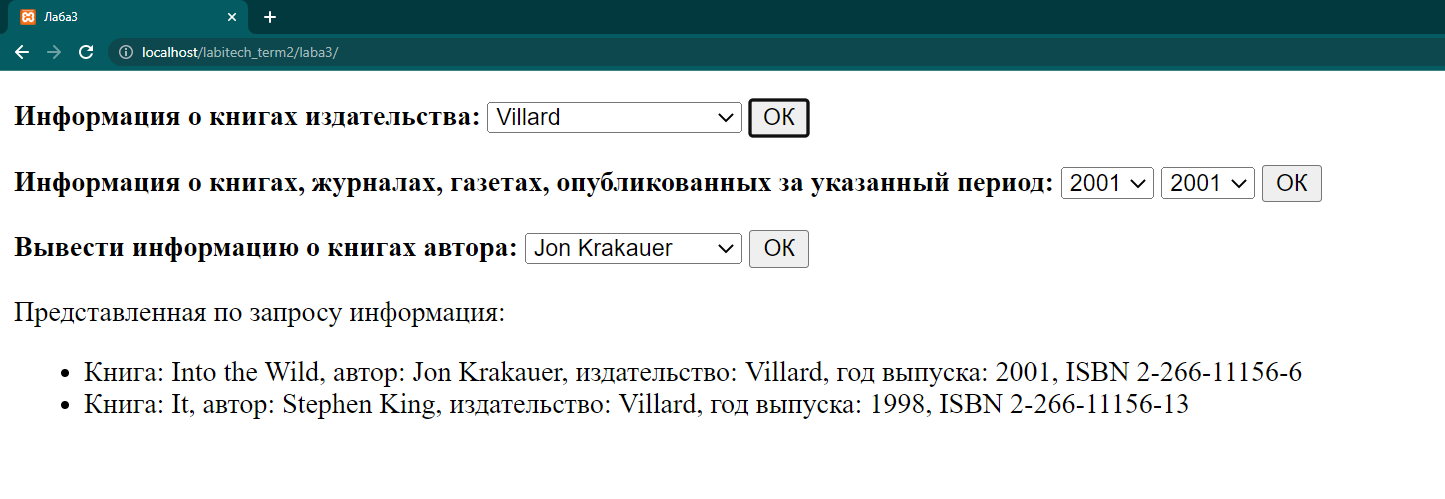 Лаба3
localhost/labitech_term2/laba3/
Информация о книгах издательства: Villard ОК
Информация о книгах, журналах, газетах, опубликованных за указанный период: 2001 2001 ОК
Вывести информацию о книгах автора: Jon Krakauer ОК
Представленная по запросу информация:
• Книга: Into the Wild, автор: Jon Krakauer, издательство: Villard, год выпуска: 2001, ISBN 2-266-11156-6
• Книга: It, автор: Stephen King, издательство: Villard, год выпуска: 1998, ISBN 2-266-11156-13